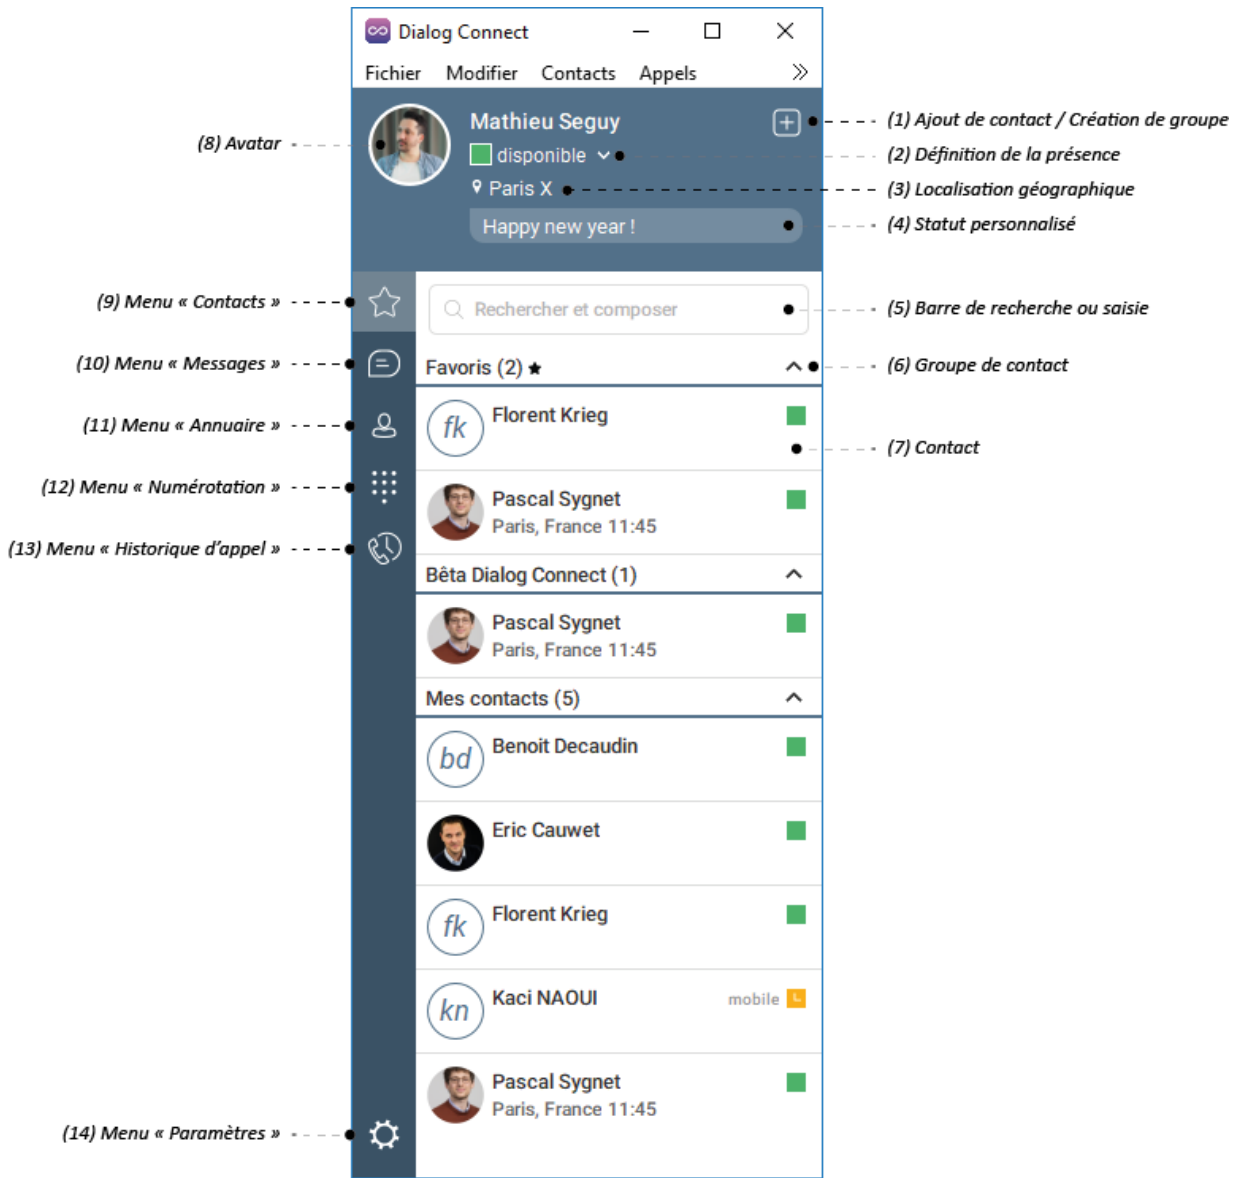 Dialog Connect
Fichier Modifier Contacts Appels
Mathieu Seguy
disponible
Paris X
Happy new year !
(1) Ajout de contact / Création de groupe
(2) Définition de la présence
(3) Localisation géographique
(4) Statut personnalisé
(8) Avatar
(9) Menu « Contacts »
(10) Menu « Messages »
(11) Menu « Annuaire »
(12) Menu « Numérotation »
(13) Menu « Historique d'appel »
(14) Menu « Paramètres »
Rechercher et composer
(5) Barre de recherche ou saisie
Favoris (2)
(6) Groupe de contact
fk
Florent Krieg
(7) Contact
Pascal Sygnet
Paris, France 11:45
Bêta Dialog Connect (1)
Pascal Sygnet
Paris, France 11:45
Mes contacts (5)
bd
Benoit Decaudin
Eric Cauwet
fk
Florent Krieg
kn
Kaci NAOUI
mobile
Pascal Sygnet
Paris, France 11:45